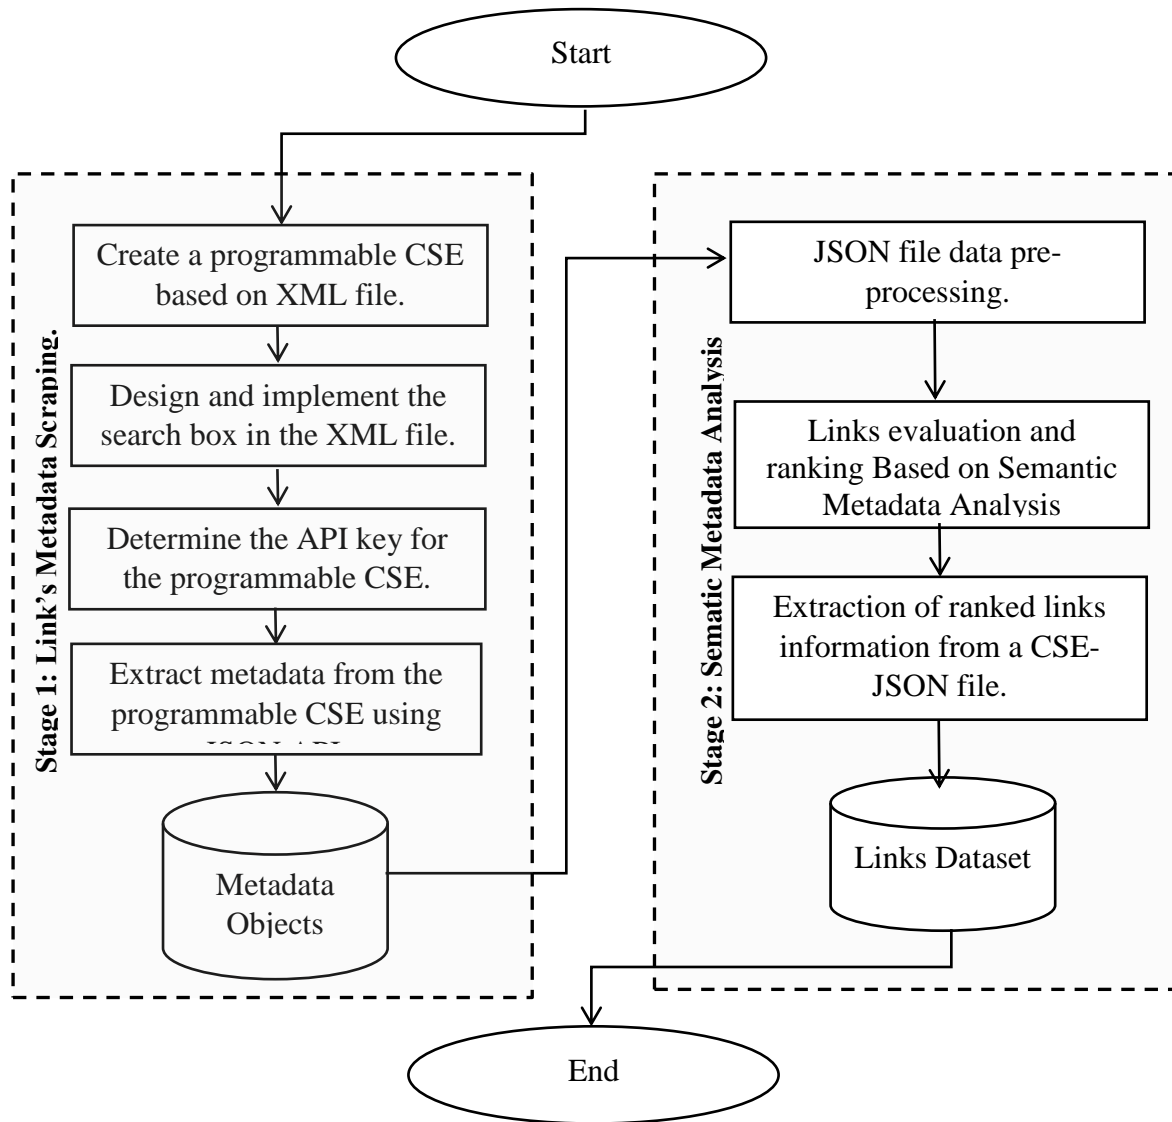 Start
Stage 1: Link’s Metadata Scraping.
Create a programmable CSE
based on XML file.
Design and implement the
search box in the XML file.
Determine the API key for
the programmable CSE.
Extract metadata from the
programmable CSE using
Metadata
Objects
Stage 2: Sematic Metadata Analysis
JSON file data pre-
processing.
Links evaluation and
ranking Based on Semantic
Metadata Analysis
Extraction of ranked links
information from a CSE-
JSON file.
Links Dataset
End